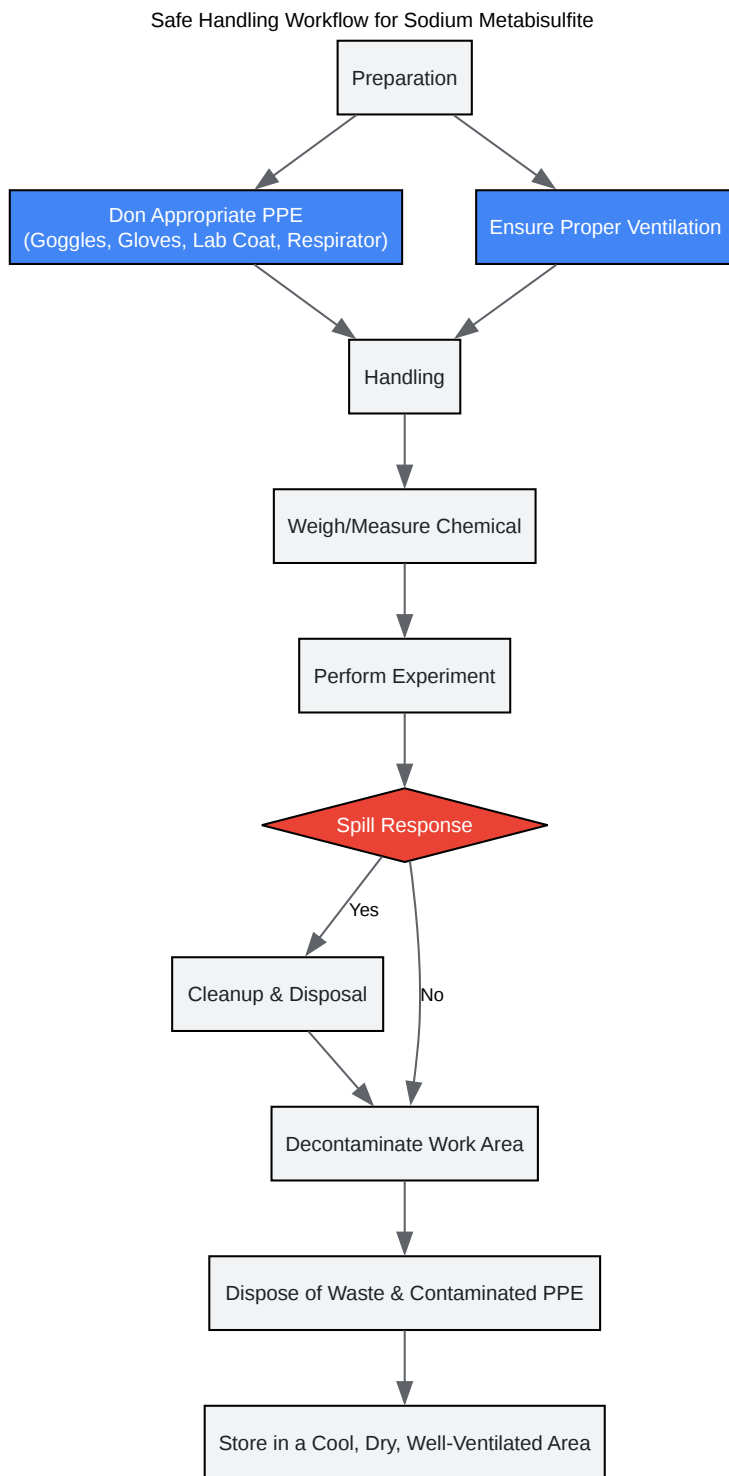 Safe Handling Workflow for Sodium Metabisulfite
Preparation
Don Appropriate PPE
(Goggles, Gloves, Lab Coat, Respirator)
Ensure Proper Ventilation
Handling
Weigh/Measure Chemical
Perform Experiment
Spill Response
Yes
Cleanup & Disposal
No
Decontaminate Work Area
Dispose of Waste & Contaminated PPE
Store in a Cool, Dry, Well-Ventilated Area